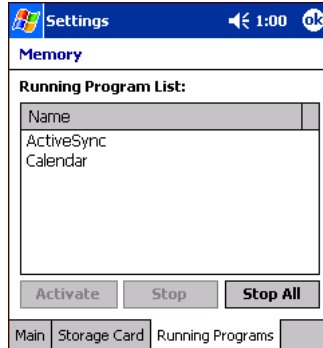 Settings 1:00 ok
Memory
Running Program List:
Name
ActiveSync
Calendar
Activate Stop Stop All
Main Storage Card Running Programs